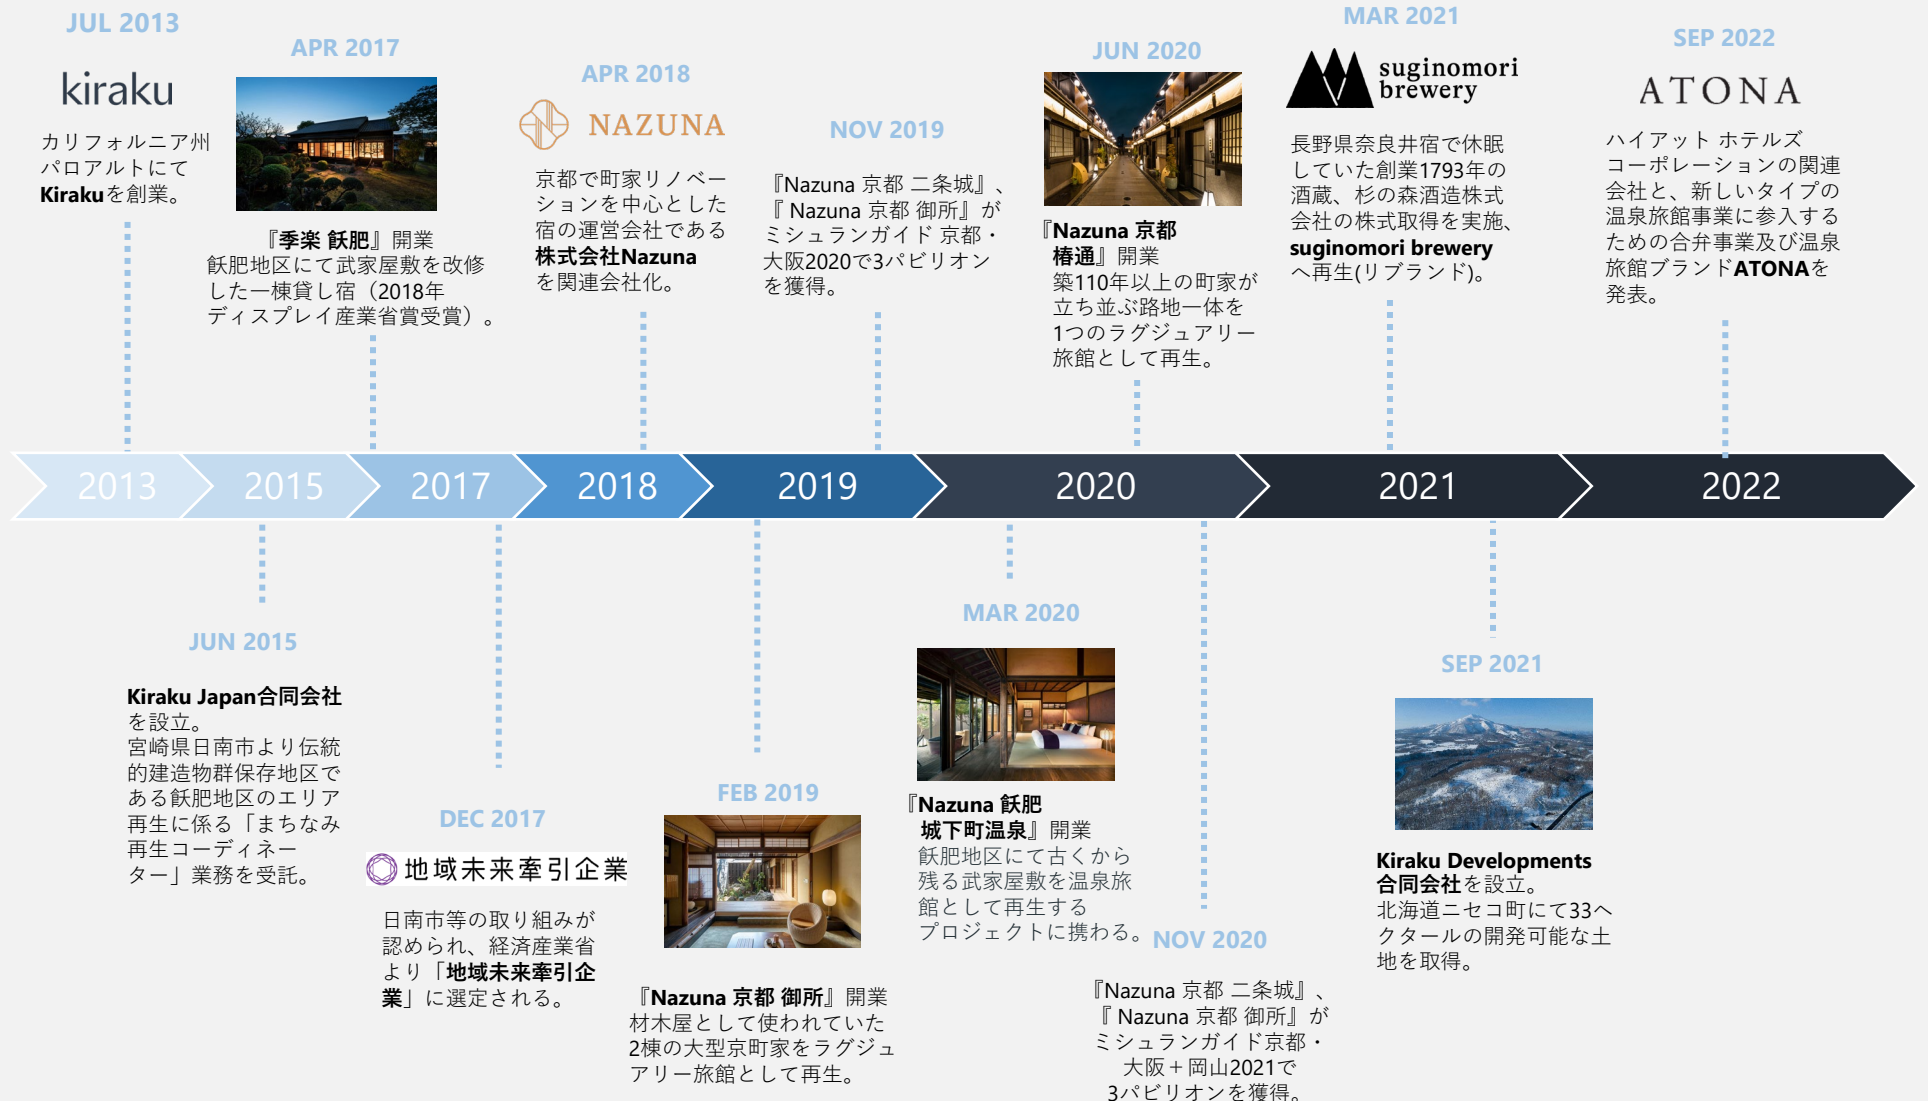 JUL 2013
kiraku
カリフォルニア州
パロアルトにて
Kirakuを創業。
APR 2017
『季楽 飫肥』開業
飫肥地区にて武家屋敷を改修
した一棟貸し宿（2018年
ディスプレイ産業省賞受賞）。
APR 2018
NAZUNA
京都で町家リノベー
ションを中心とした
宿の運営会社である
株式会社Nazuna
を関連会社化。
NOV 2019
『Nazuna 京都 二条城』、
『 Nazuna 京都 御所』が
ミシュランガイド 京都・
大阪2020で3パビリオン
を獲得。
JUN 2020
『Nazuna 京都
椿通』開業
築110年以上の町家が
立ち並ぶ路地一体を
1つのラグジュアリー
旅館として再生。
MAR 2021
suginomori
brewery
長野県奈良井宿で休眠
していた創業1793年の
酒蔵、杉の森酒造株式
会社の株式取得を実施、
suginomori brewery
へ再生(リブランド)。
SEP 2022
ATONA
ハイアット ホテルズ
コーポレーションの関連
会社と、新しいタイプの
温泉旅館事業に参入する
ための合弁事業及び温泉
旅館ブランドATONAを
発表。
2013
2015
2017
2018
2019
2020
2021
2022
JUN 2015
Kiraku Japan合同会社
を設立。
宮崎県日南市より伝統
的建造物群保存地区で
ある飫肥地区のエリア
再生に係る「まちなみ
再生コーディネー
ター」業務を受託。
DEC 2017
地域未来牽引企業
日南市等の取り組みが
認められ、経済産業省
より「地域未来牽引企
業」に選定される。
FEB 2019
『Nazuna 京都 御所』開業
材木屋として使われていた
2棟の大型京町家をラグジュ
アリー旅館として再生。
MAR 2020
『Nazuna 飫肥
城下町温泉』開業
飫肥地区にて古くから
残る武家屋敷を温泉旅
館として再生する
プロジェクトに携わる。
NOV 2020
『Nazuna 京都 二条城』、
『 Nazuna 京都 御所』が
ミシュランガイド京都・
大阪＋岡山2021で
3パビリオンを獲得。
SEP 2021
Kiraku Developments
合同会社を設立。
北海道ニセコ町にて33ヘ
クタールの開発可能な土
地を取得。